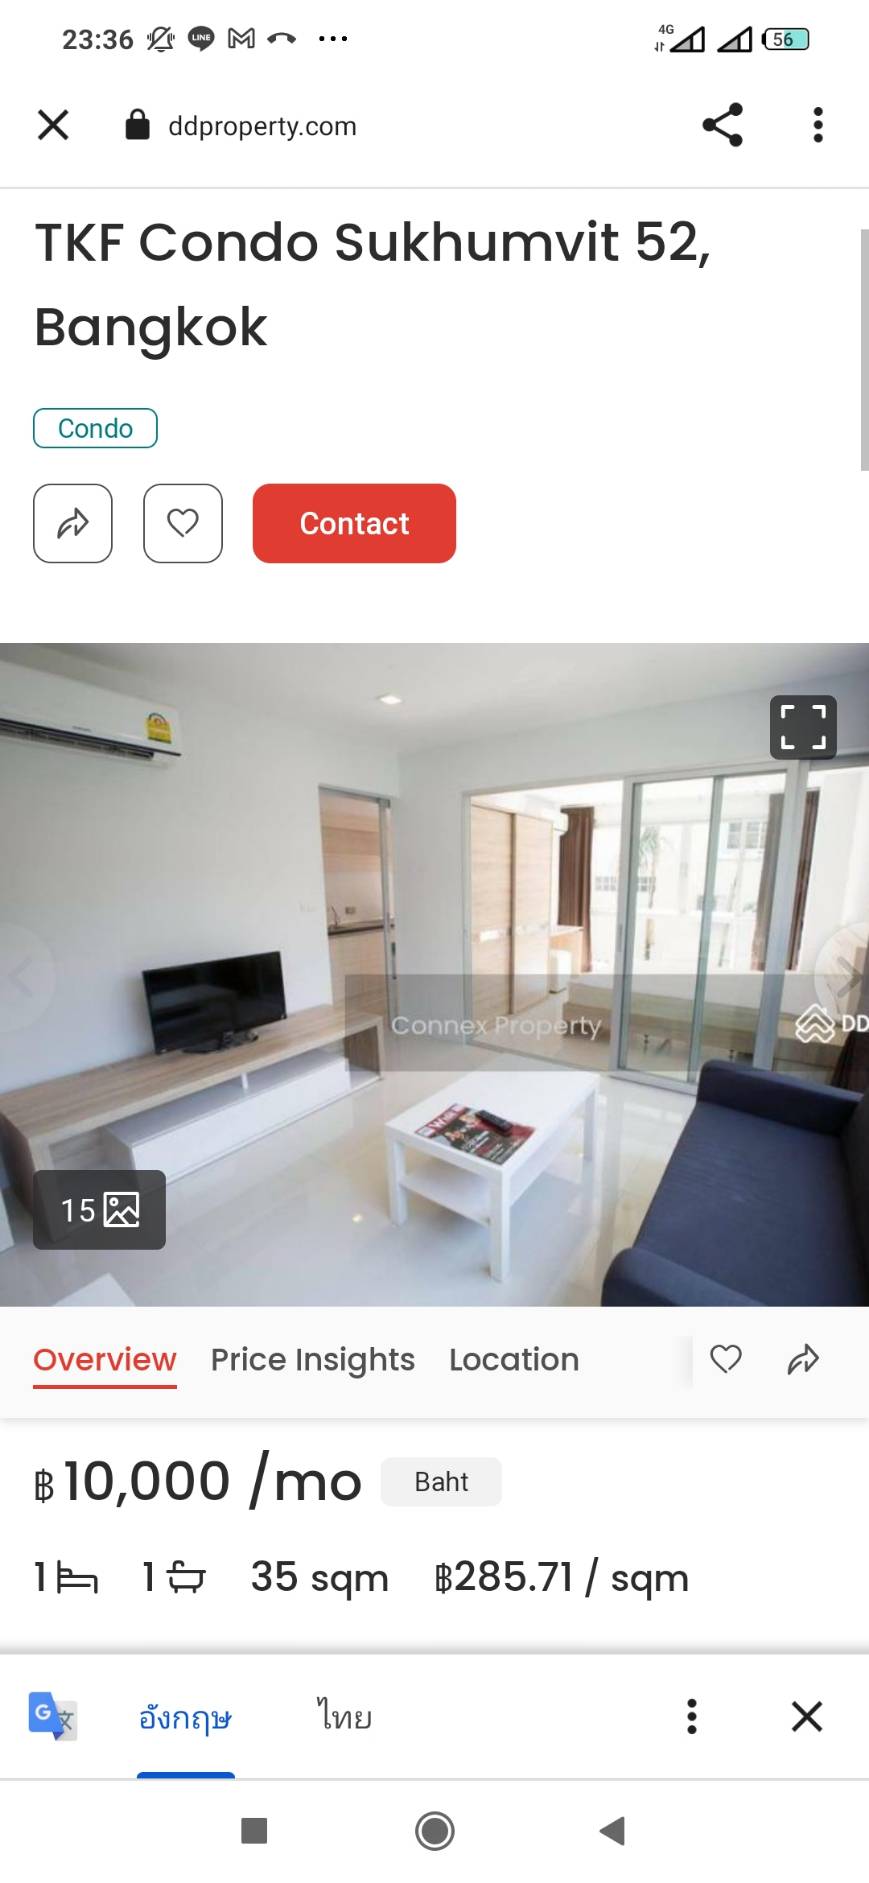 23:36
LINE
4G
56
ddproperty.com
TKF Condo Sukhumvit 52,
Bangkok
Condo
Contact
Connex Property
DD
15
Overview Price Insights Location
฿10,000 /mo Baht
1 1 35 sqm ฿285.71 / sqm
G 文 อังกฤษ ไทย